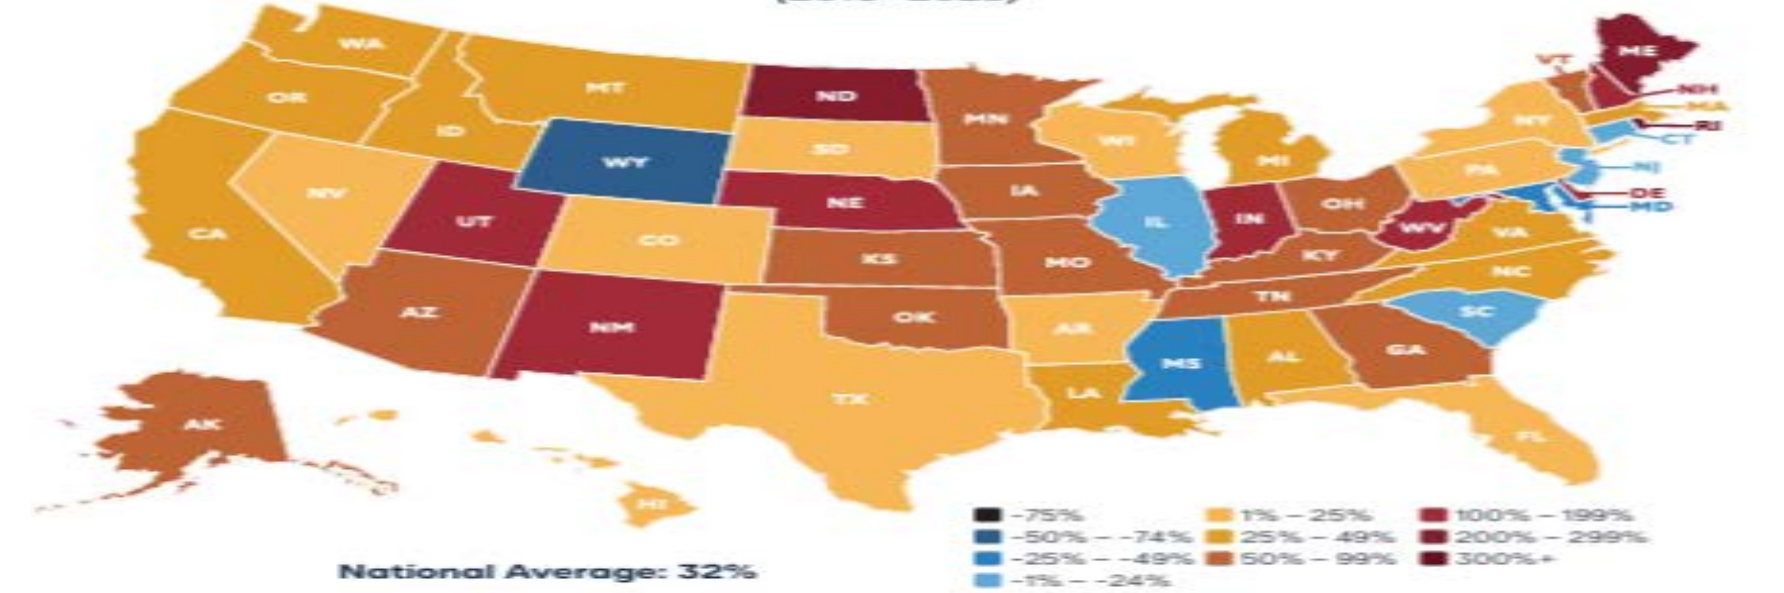 WA
MT
ND
MN
VT
ME
OR
ID
NH
MA
WI
NY
RI
WY
SD
MI
CT
PA
NJ
NV
IA
NE
DE
MD
UT
OH
IN
IL
WV
CA
CO
VA
KS
MO
KY
NC
TN
AZ
NM
OK
AR
SC
MS
AL
GA
TX
LA
AK
FL
HI
-75%
1% – 25%
100% – 199%
-50% – -74%
25% – 49%
200% – 299%
-25% – -49%
50% – 99%
300%+
-1% – -24%
National Average: 32%